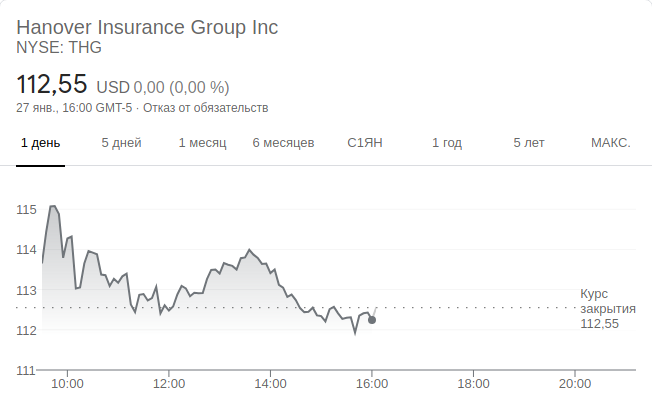 Hanover Insurance Group Inc
NYSE: THG
112,55 USD 0,00 (0,00 %)
27 янв., 16:00 GMT-5 · Отказ от обязательств
1 день 5 дней 1 месяц 6 месяцев С1ЯН 1 год 5 лет МАКС.
115
114
113
Курс
закрытия
112,55
112
111
10:00 12:00 14:00 16:00 18:00 20:00